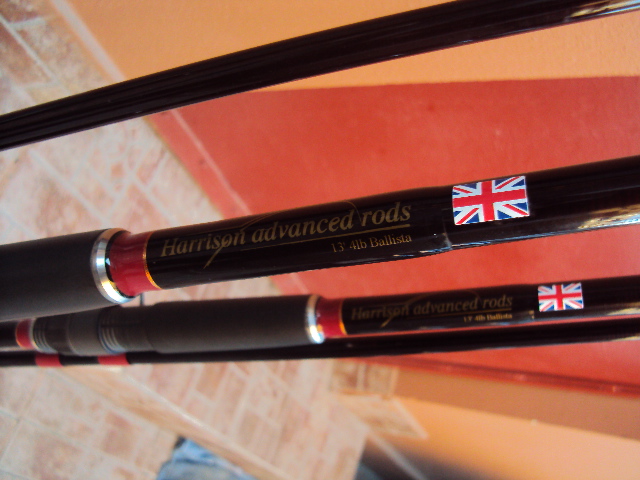 Harrison advanced rods
13' 4lb Ballista
Harrison advanced rods
13' 4lb Ballista